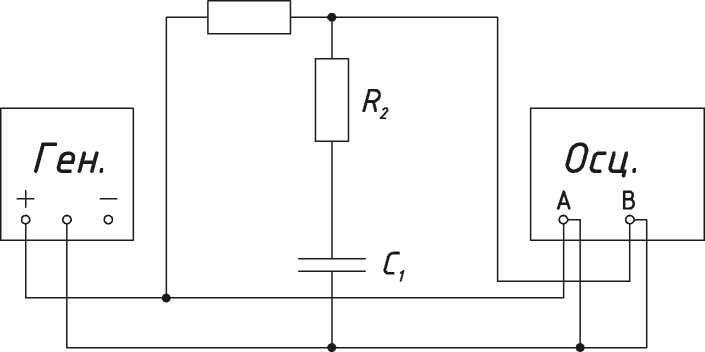 R₂
Ген.
Осц.
+ −
A B
C₁